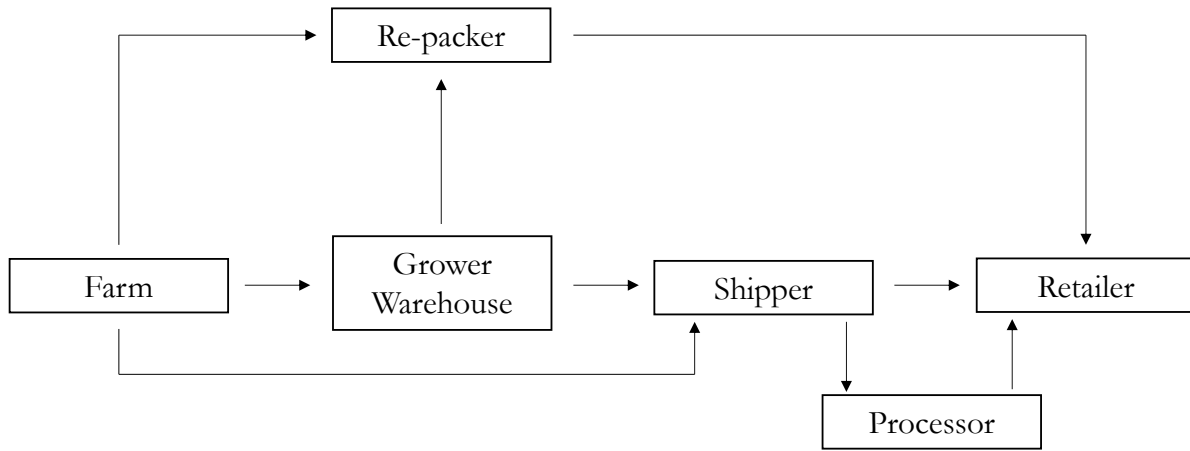 Re-packer
Farm
Grower
Warehouse
Shipper
Retailer
Processor